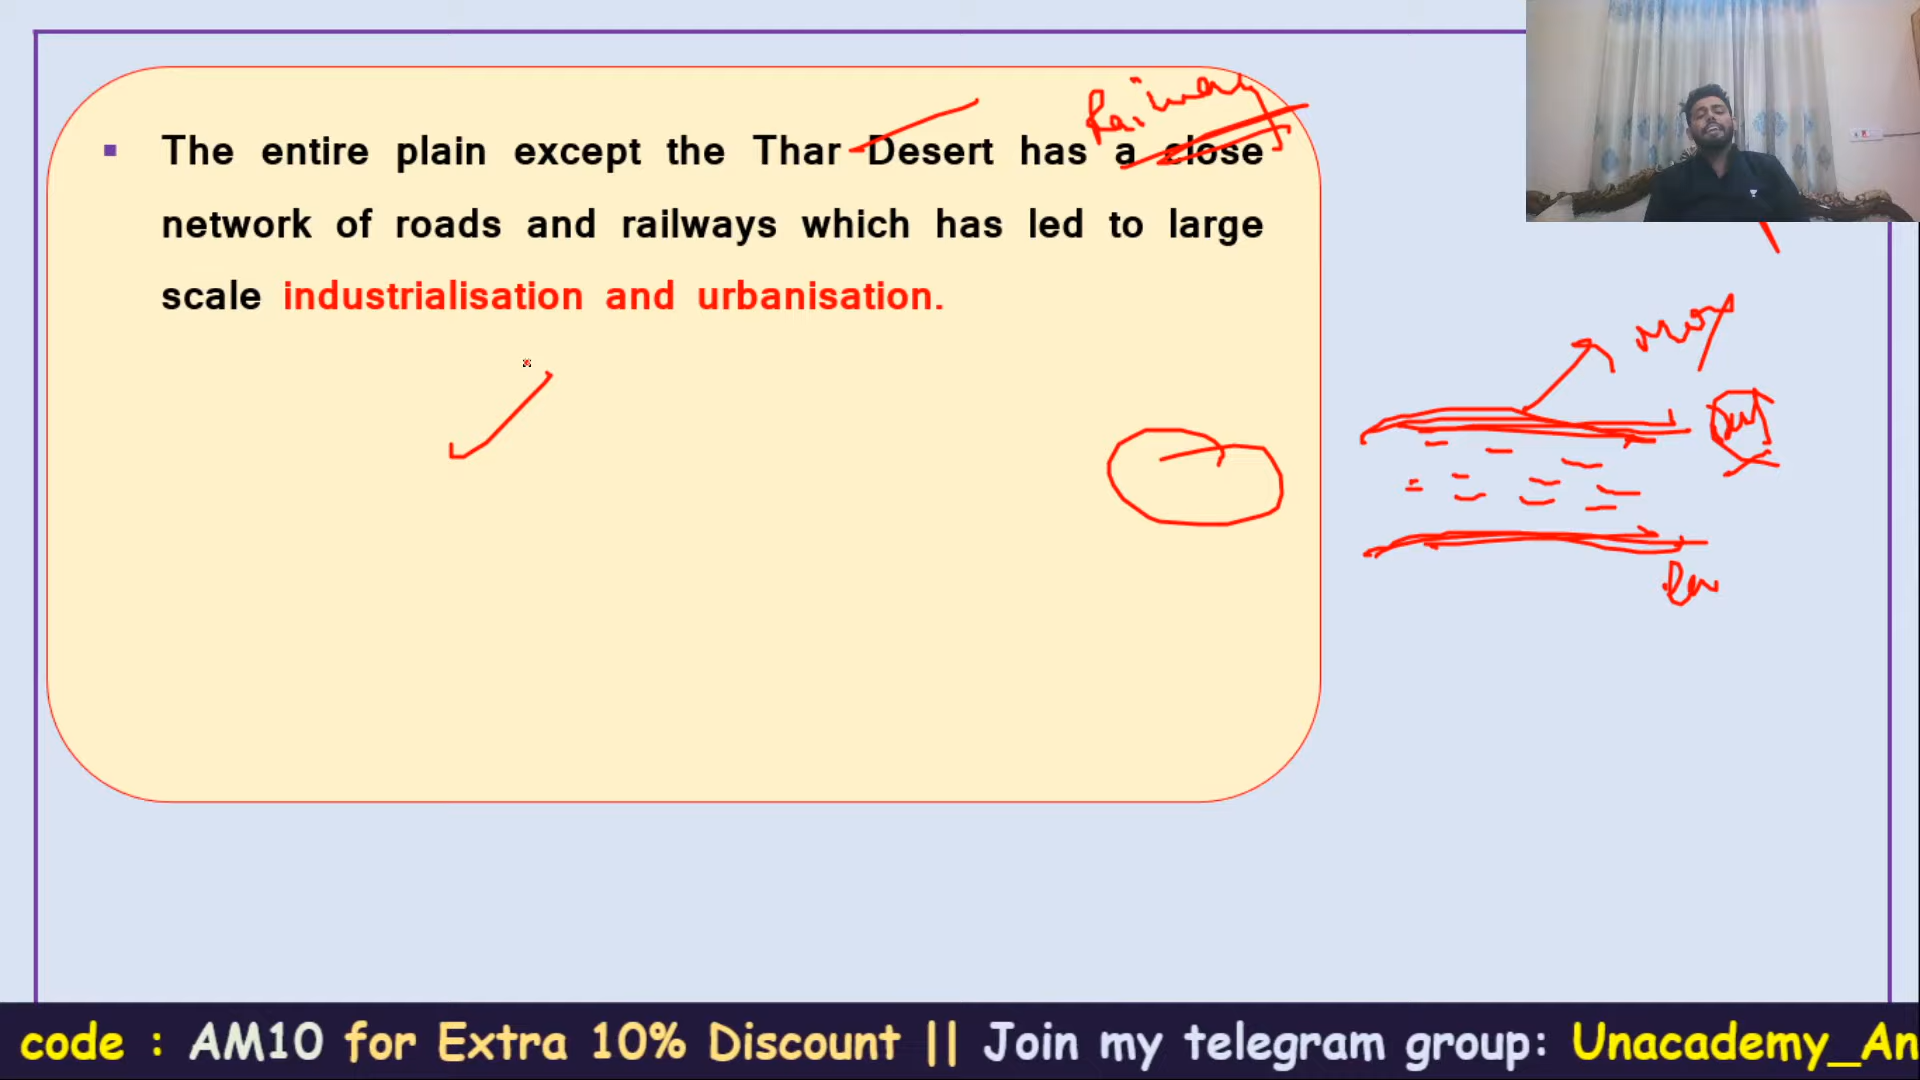 Railway
The entire plain except the Thar Desert has a close
network of roads and railways which has led to large
scale industrialisation and urbanisation.
code : AM10 for Extra 10% Discount || Join my telegram group: Unacademy_An